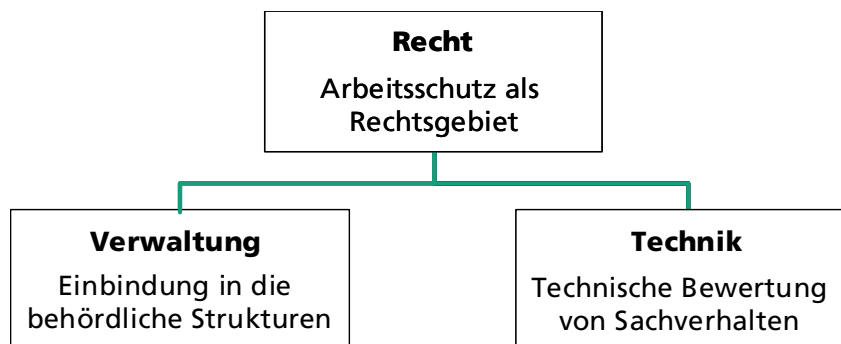 Recht
Arbeitsschutz als
Rechtsgebiet
Verwaltung
Einbindung in die
behördliche Strukturen
Technik
Technische Bewertung
von Sachverhalten